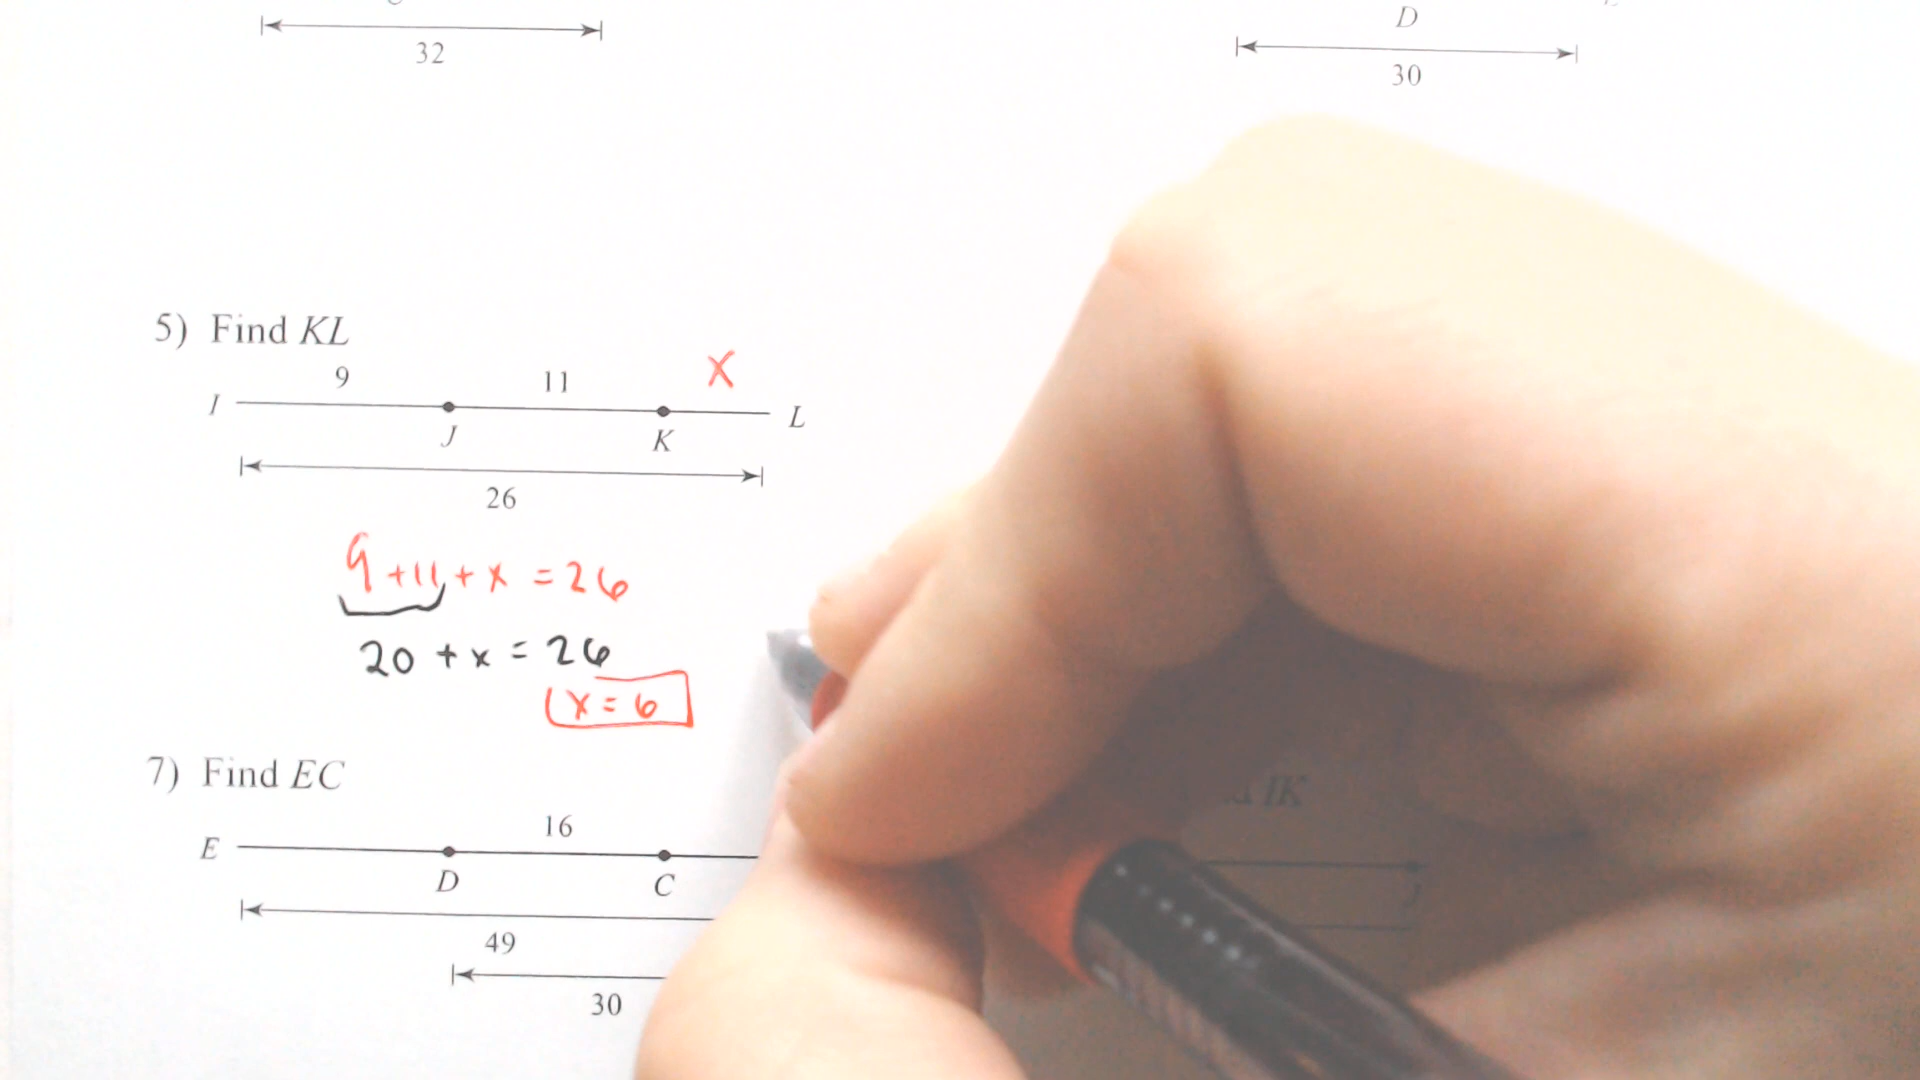 32
D
30
5) Find KL
9 11 X
I L
J K
26
9 + 11 + x = 26
20 + x = 26
x = 6
7) Find EC
16
E
D C
49
30
IK